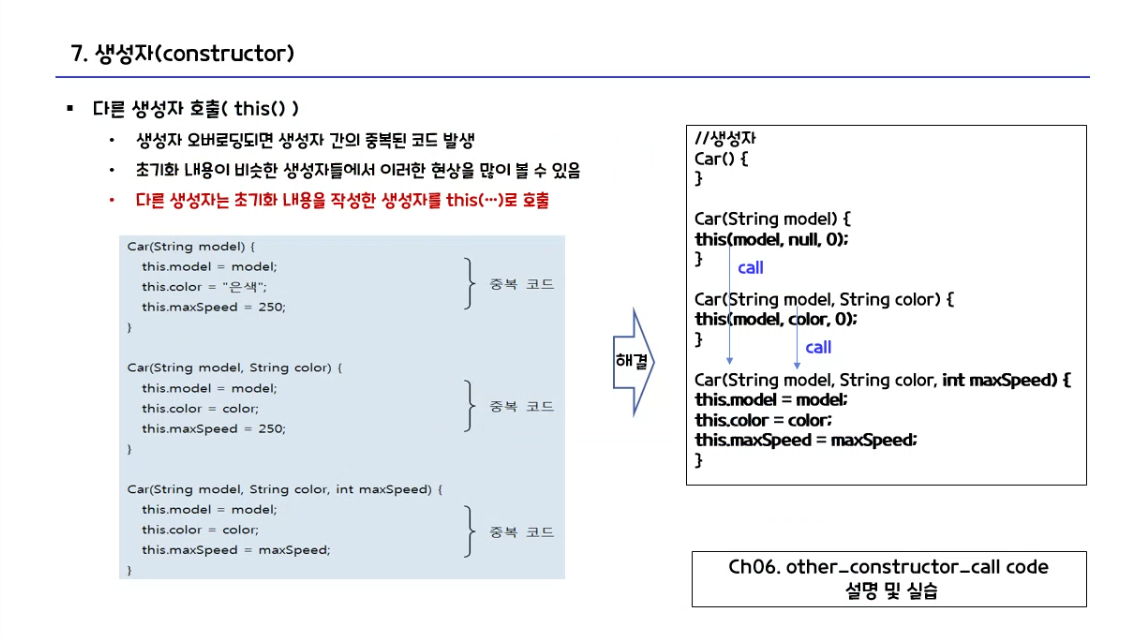 7. 생성자(constructor)
▪ 다른 생성자 호출( this() )
• 생성자 오버로딩되면 생성자 간의 중복된 코드 발생
• 초기화 내용이 비슷한 생성자들에서 이러한 현상을 많이 볼 수 있음
• 다른 생성자는 초기화 내용을 작성한 생성자를 this(…)로 호출
Car(String model) {
this.model = model;
this.color = "은색";
this.maxSpeed = 250;
}
중복 코드
Car(String model, String color) {
this.model = model;
this.color = color;
this.maxSpeed = 250;
}
중복 코드
Car(String model, String color, int maxSpeed) {
this.model = model;
this.color = color;
this.maxSpeed = maxSpeed;
}
중복 코드
해결
//생성자
Car() {
}
Car(String model) {
this(model, null, 0);
}
call
Car(String model, String color) {
this(model, color, 0);
}
call
Car(String model, String color, int maxSpeed) {
this.model = model;
this.color = color;
this.maxSpeed = maxSpeed;
}
Ch06. other_constructor_call code
설명 및 실습